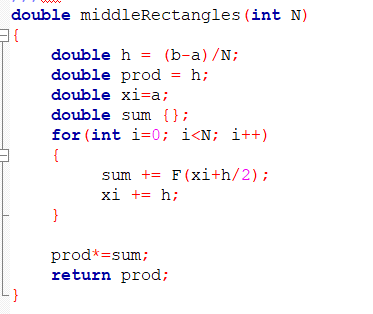 double middleRectangles(int N)
{
double h = (b-a)/N;
double prod = h;
double xi=a;
double sum {};
for(int i=0; i<N; i++)
{
sum += F(xi+h/2);
xi += h;
}
prod*=sum;
return prod;
}